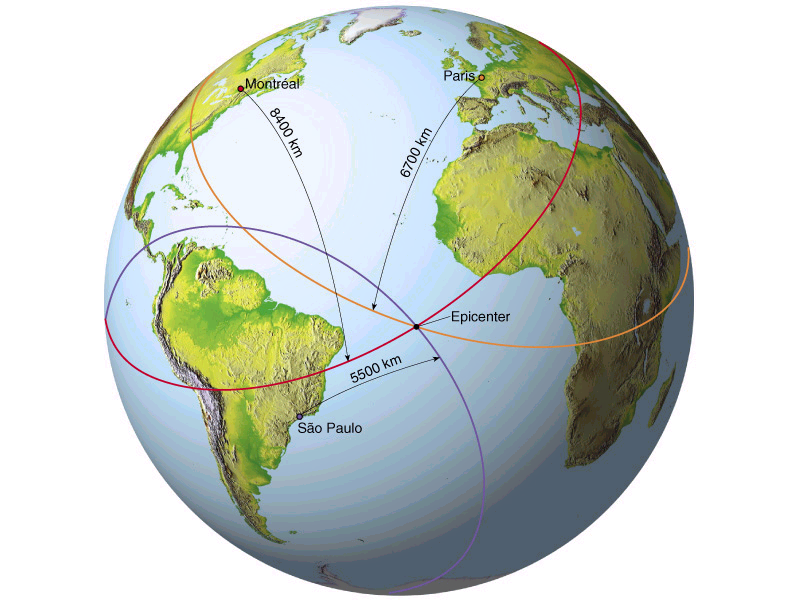 Paris
Montréal
8400 km
6700 km
Epicenter
5500 km
São Paulo